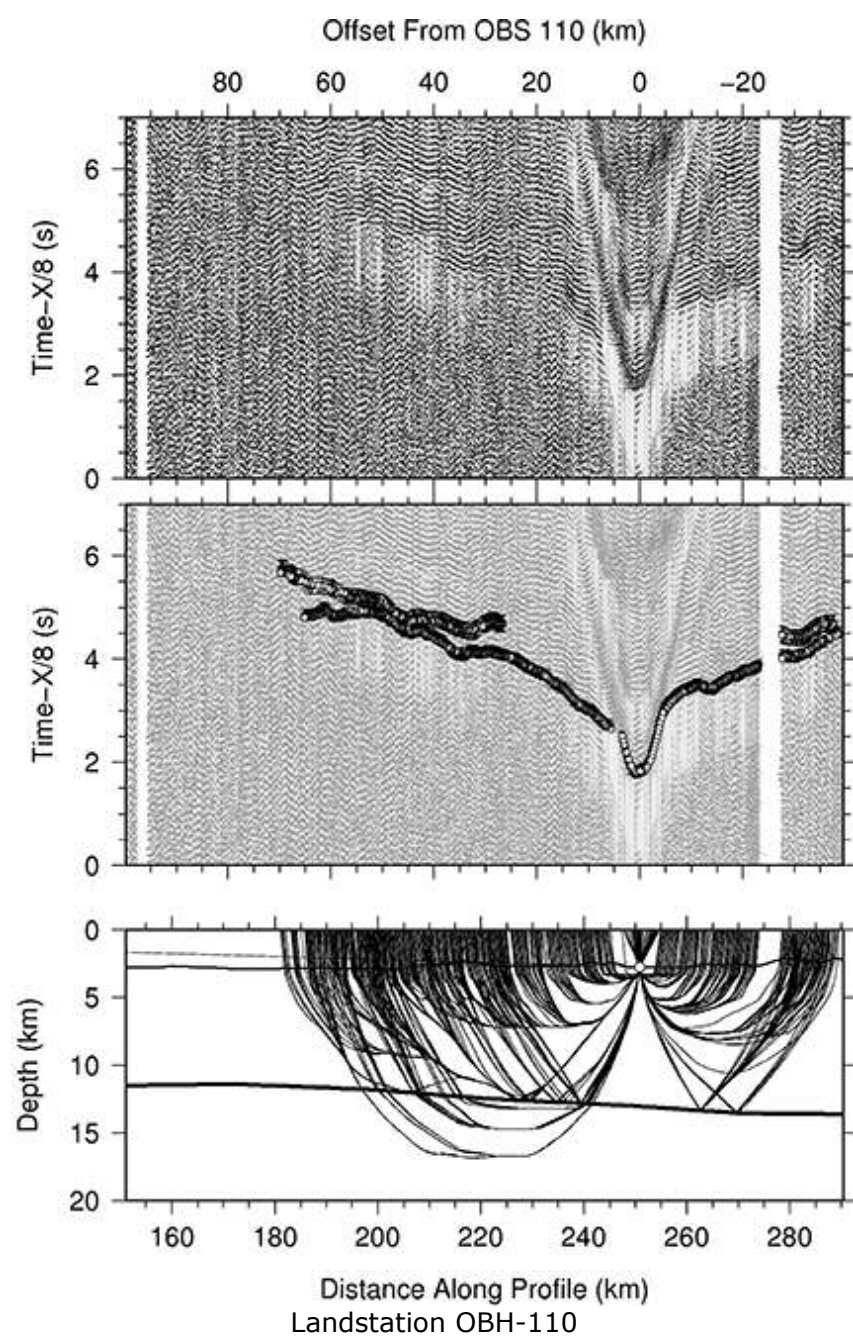 Offset From OBS 110 (km)
80 60 40 20 0 −20
Time−X/8 (s)
6
4
2
0
Time−X/8 (s)
6
4
2
0
Depth (km)
0
5
10
15
20
160 180 200 220 240 260 280
Distance Along Profile (km)
Landstation OBH-110